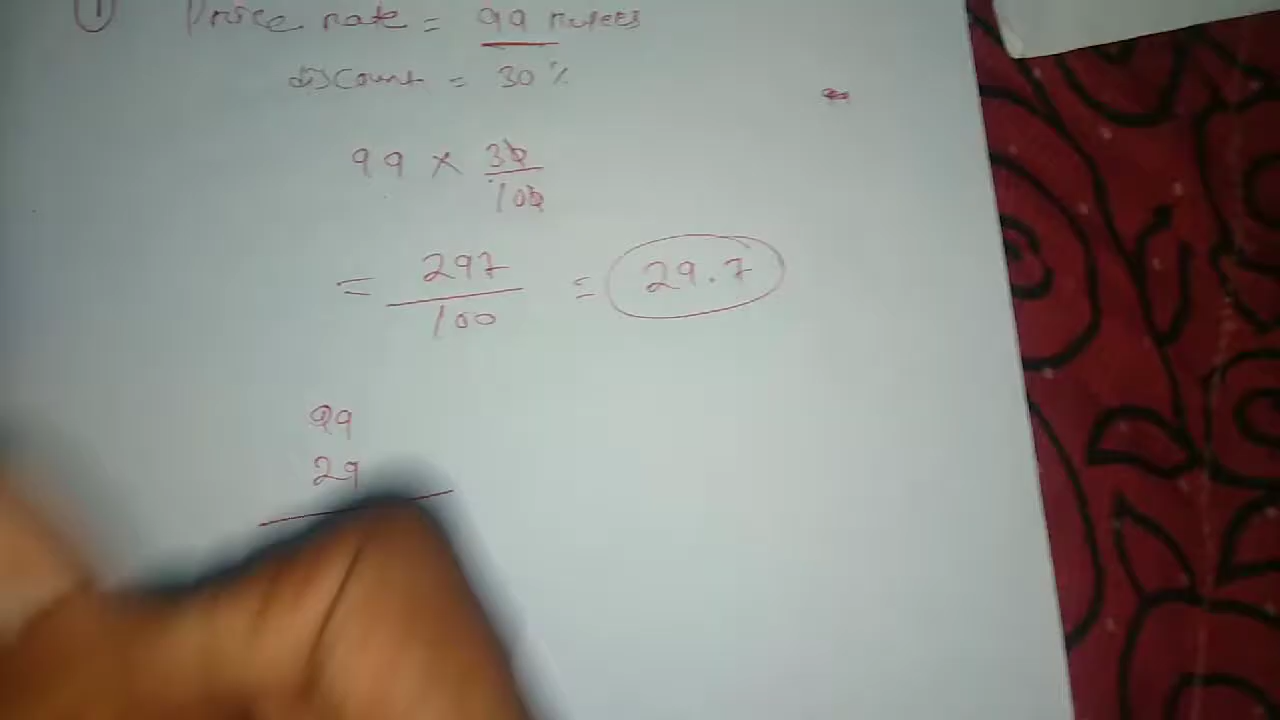 ① Price rate = 99 rupees
discount = 30%
99 × 30/100
= 297/100 = 29.7
99
29